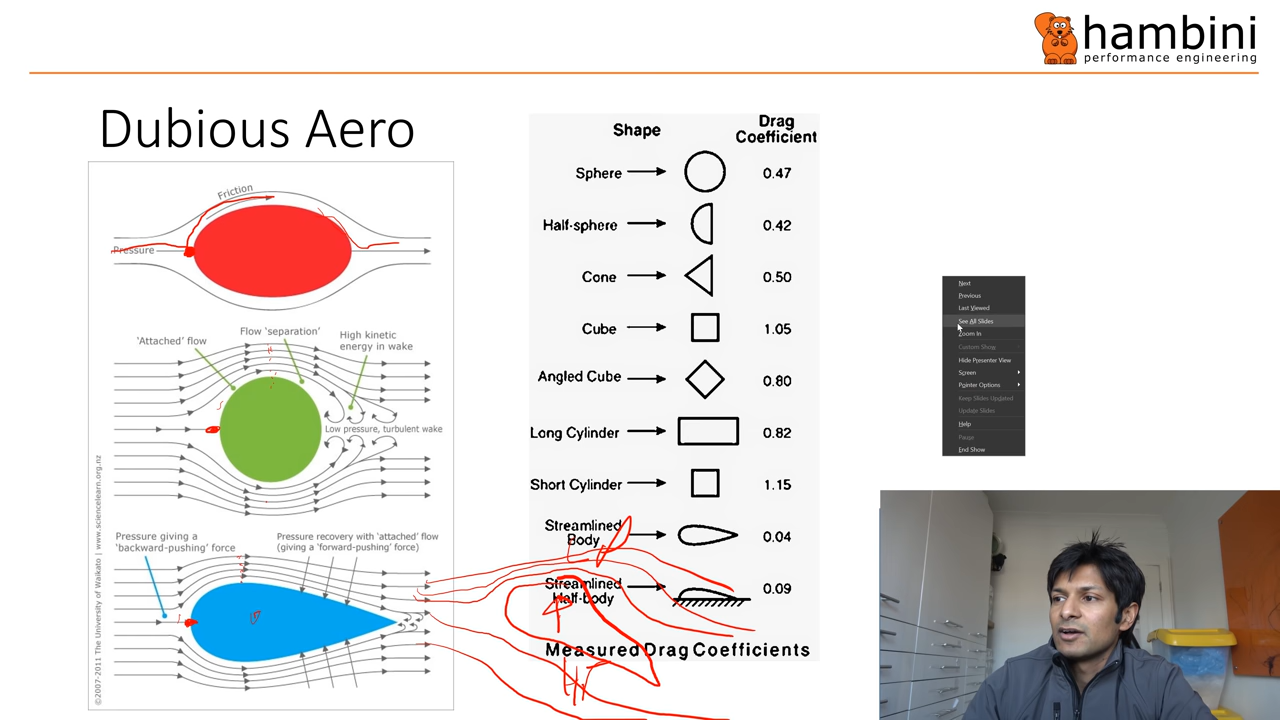 hambini
performance engineering
Dubious Aero
Friction
Pressure
'Attached' flow
Flow 'separation'
High kinetic
energy in wake
Low pressure, turbulent wake
Pressure giving a
'backward-pushing' force
Pressure recovery with 'attached' flow
(giving a 'forward-pushing' force)
©2007-2011 The University of Waikato | www.sciencelearn.org.nz
Shape
Drag
Coefficient
Sphere 0.47
Half-sphere 0.42
Cone 0.50
Cube 1.05
Angled Cube 0.80
Long Cylinder 0.82
Short Cylinder 1.15
Streamlined
Body 0.04
Streamlined
Half-body 0.09
Measured Drag Coefficients
Next
Previous
Last Viewed
See All Slides
Zoom In
Custom Show
Hide Presenter View
Screen
Pointer Options
Keep Slides Updated
Update Slides
Help
Pause
End Show